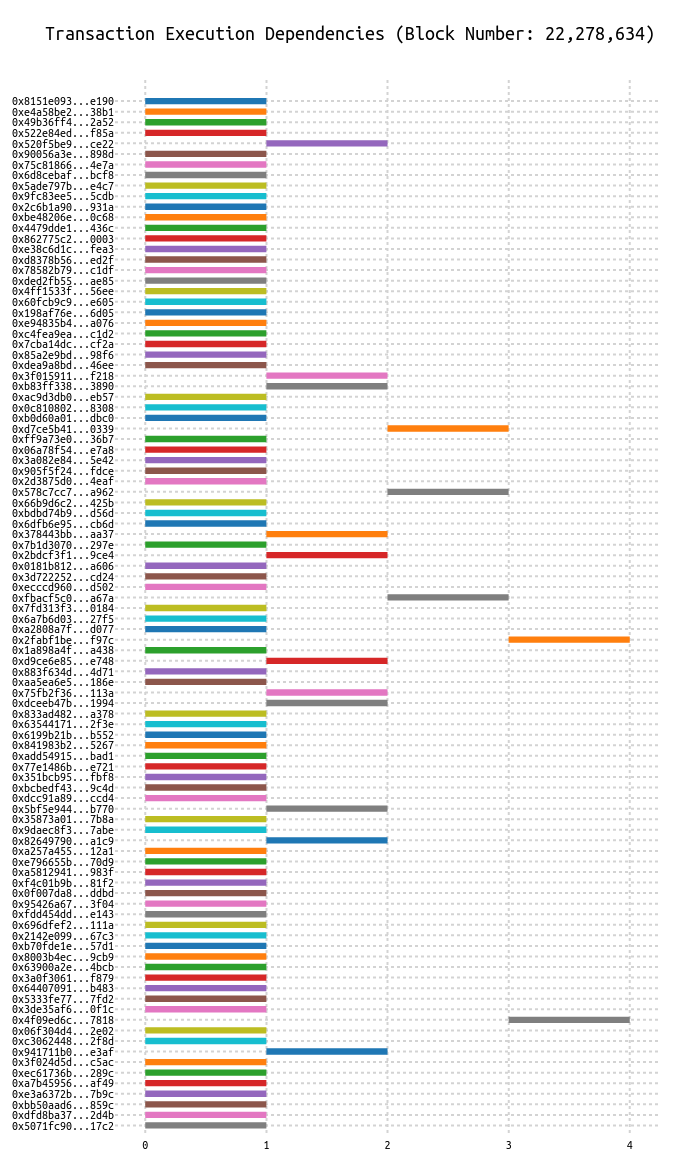 Transaction Execution Dependencies (Block Number: 22,278,634)
0x8151e093...e190
0xe4a58be2...38b1
0x49b36ff4...2a52
0x522e84ed...f85a
0x520f5be9...ce22
0x90056a3e...898d
0x75c81866...4e7a
0x6d8cebaf...bcf8
0x5ade797b...e4c7
0x9fc83ee5...5cdb
0x2c6b1a90...931a
0xbe48206e...0c68
0x4479dde1...436c
0x862775c2...0003
0xe38c6d1c...fea3
0xd8378b56...ed2f
0x78582b79...c1df
0xded2fb55...ae85
0x4ff1533f...56ee
0x60fcb9c9...e605
0x198af76e...6d05
0xe94835b4...a076
0xc4fea9ea...c1d2
0x7cba14dc...cf2a
0x85a2e9bd...98f6
0xdea9a8bd...46ee
0x3f015911...f218
0xb83ff338...3890
0xac9d3db0...eb57
0x0c810802...8308
0xb0d60a01...dbc0
0xd7ce5b41...0339
0xff9a73e0...36b7
0x06a78f54...e7a8
0x3a082e84...5e42
0x905f5f24...fdce
0x2d3875d0...4eaf
0x578c7cc7...a962
0x66b9d6c2...425b
0xbdbd74b9...d56d
0x6dfb6e95...cb6d
0x378443bb...aa37
0x7b1d3070...297e
0x2bdcf3f1...9ce4
0x0181b812...a606
0x3d722252...cd24
0xecccd960...d502
0xfbacf5c0...a67a
0x7fd313f3...0184
0x6a7b6d03...27f5
0xa2808a7f...d077
0x2fabf1be...f97c
0x1a898a4f...a438
0xd9ce6e85...e748
0x883f634d...4d71
0xaa5ea6e5...186e
0x75fb2f36...113a
0xdceeb47b...1994
0x833ad482...a378
0x63544171...2f3e
0x6199b21b...b552
0x841983b2...5267
0xadd54915...bad1
0x77e1486b...e721
0x351bcb95...fbf8
0xbcbedf43...9c4d
0xdcc91a89...ccd4
0x5bf5e944...b770
0x35873a01...7b8a
0x9daec8f3...7abe
0x82649790...a1c9
0xa257a455...12a1
0xe796655b...70d9
0xa5812941...983f
0xf4c01b9b...81f2
0x0f007da8...ddbd
0x95426a67...3f04
0xfdd454dd...e143
0x696dfef2...111a
0x2142e099...67c3
0xb70fde1e...57d1
0x8003b4ec...9cb9
0x63900a2e...4bcb
0x3a0f3061...f879
0x64407091...b483
0x5333fe77...7fd2
0x3de35af6...0f1c
0x4f09ed6c...7818
0x06f304d4...2e02
0xc3062448...2f8d
0x941711b0...e3af
0x3f024d5d...c5ac
0xec61736b...289c
0xa7b45956...af49
0xe3a6372b...7b9c
0xbb50aad6...859c
0xdfd8ba37...2d4b
0x5071fc90...17c2
0 1 2 3 4